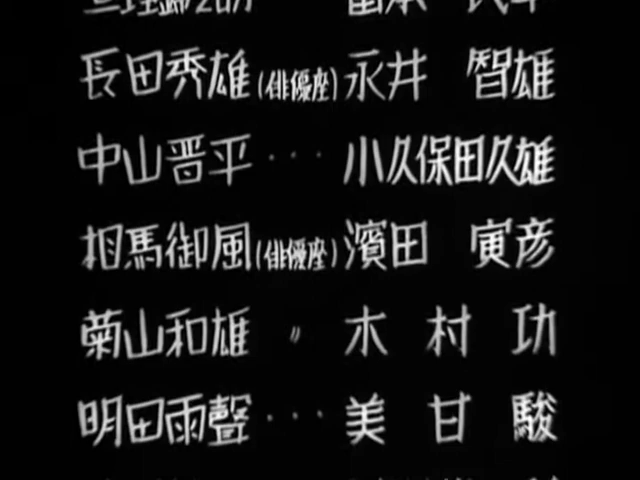 長田秀雄(俳優座)永井 智雄
中山晋平・・・小久保田久雄
相馬御風(俳優座)濱田 寅彦
菊山和雄 〃 木村 功
明田雨聲・・・美甘 駿